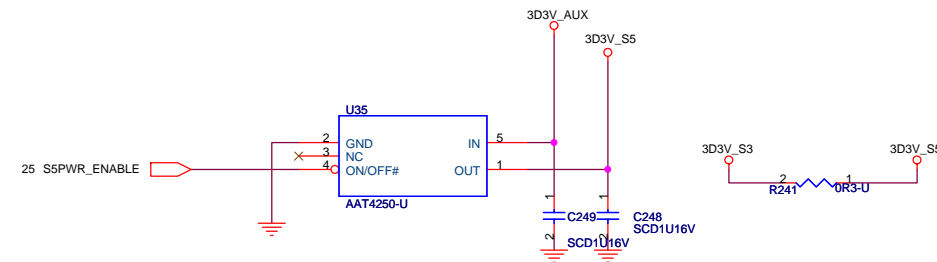 3D3V_AUX
3D3V_S5
U35
2 GND IN 5
3 NC
25 S5PWR_ENABLE 4 ON/OFF# OUT 1
AAT4250-U
3D3V_S3 3D3V_S5
2 1
R241 0R3-U
1 1
C249 C248
SCD1U16V
2 2
SCD1U16V